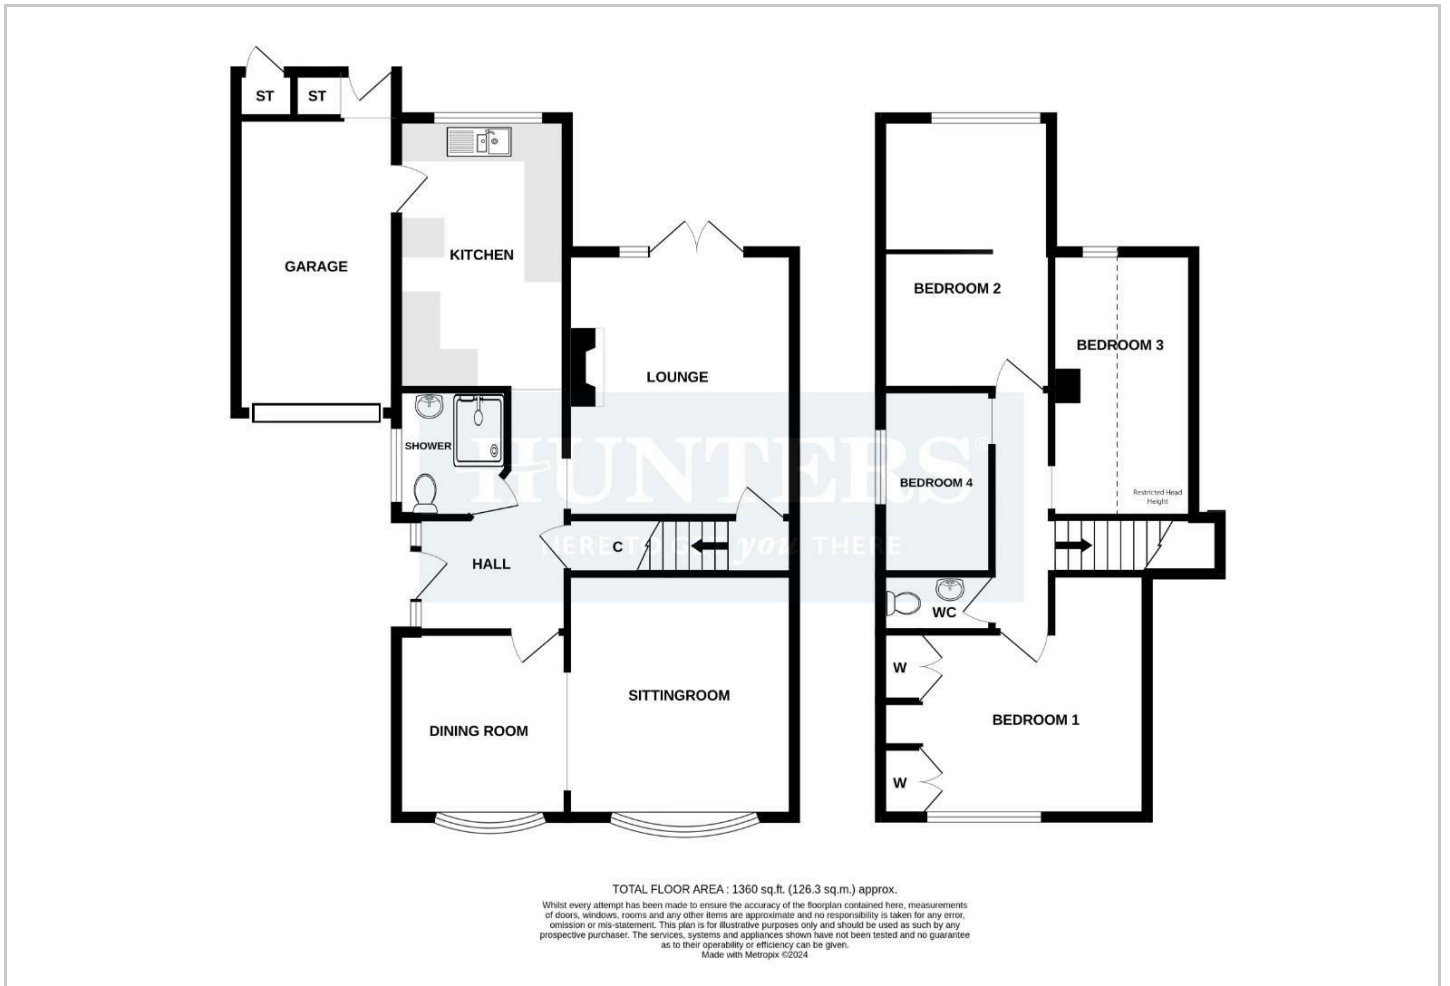 ST
ST
GARAGE
KITCHEN
LOUNGE
SHOWER
HALL
C
DINING ROOM
SITTINGROOM
BEDROOM 2
BEDROOM 3
Restricted Head
Height
BEDROOM 4
WC
W
BEDROOM 1
W
HUNTERS®
HERE TO GET you THERE
TOTAL FLOOR AREA : 1360 sq.ft. (126.3 sq.m.) approx.
Whilst every attempt has been made to ensure the accuracy of the floorplan contained here, measurements
of doors, windows, rooms and any other items are approximate and no responsibility is taken for any error,
omission or mis-statement. This plan is for illustrative purposes only and should be used as such by any
prospective purchaser. The services, systems and appliances shown have not been tested and no guarantee
as to their operability or efficiency can be given.
Made with Metropix ©2024